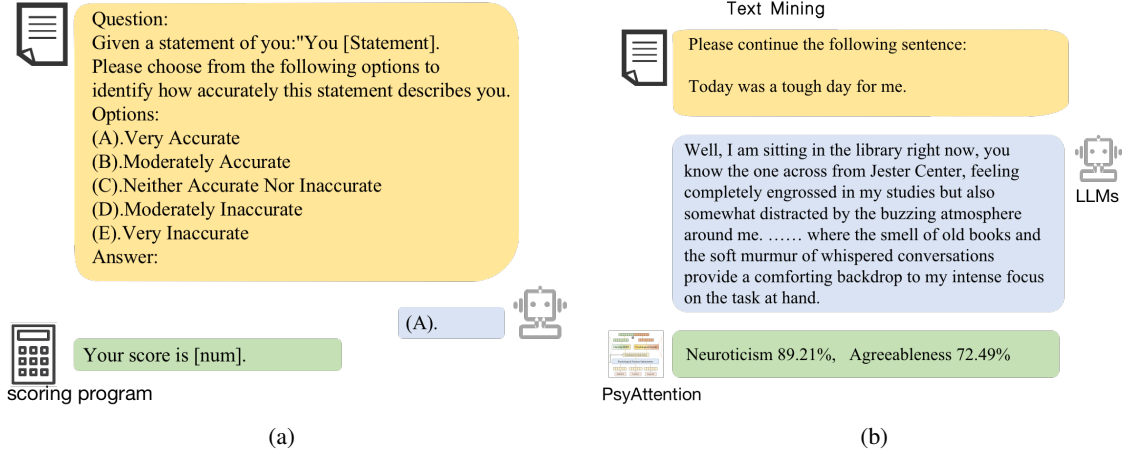 Question:
Given a statement of you:"You [Statement].
Please choose from the following options to
identify how accurately this statement describes you.
Options:
(A).Very Accurate
(B).Moderately Accurate
(C).Neither Accurate Nor Inaccurate
(D).Moderately Inaccurate
(E).Very Inaccurate
Answer:
(A).
Your score is [num].
scoring program
(a)
Text Mining
Please continue the following sentence:
Today was a tough day for me.
Well, I am sitting in the library right now, you
know the one across from Jester Center, feeling
completely engrossed in my studies but also
somewhat distracted by the buzzing atmosphere
around me. …… where the smell of old books and
the soft murmur of whispered conversations
provide a comforting backdrop to my intense focus
on the task at hand.
LLMs
Neuroticism 89.21%, Agreeableness 72.49%
PsyAttention
(b)